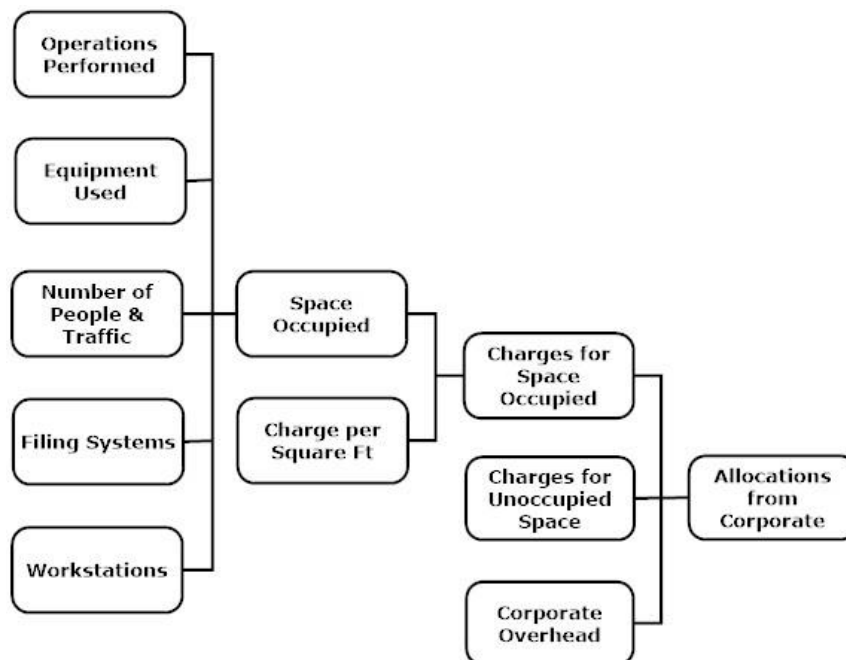 Operations
Performed
Equipment
Used
Number of
People &
Traffic
Filing Systems
Workstations
Space
Occupied
Charge per
Square Ft
Charges for
Space
Occupied
Charges for
Unoccupied
Space
Corporate
Overhead
Allocations
from
Corporate